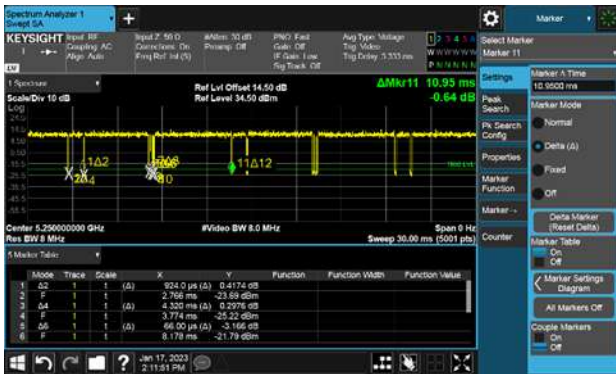 Spectrum Analyzer 1
Swept SA
KEYSIGHT
Input: RF
Coupling: AC
Align: Auto
Input Z: 50 Ω
Corrections: On
Freq Ref: Int (S)
#Atten: 30 dB
Preamp: Off
PNO: Fast
Gate: Off
IF Gain: Low
Sig Track: Off
Avg Type: Voltage
Trig: Video
Trig Delay: 3.333 ms
1 2 3 4 5 6
W W W W W W
P N N N N N
1 Spectrum
Scale/Div 10 dB
Log
Ref Lvl Offset 14.50 dB
Ref Level 34.50 dBm
ΔMkr11 10.95 ms
-0.64 dB
1Δ2
11Δ12
Center 5.250000000 GHz
Res BW 8 MHz
#Video BW 8.0 MHz
Span 0 Hz
Sweep 30.00 ms (5001 pts)
5 Marker Table
Mode Trace Scale X Y Function Function Width Function Value
1 Δ2 1 t (Δ) 924.0 µs (Δ) 0.4174 dB
2 F 1 t 2.766 ms -23.69 dBm
3 Δ4 1 t (Δ) 4.320 ms (Δ) 0.2976 dB
4 F 1 t 3.774 ms -25.22 dBm
5 Δ6 1 t (Δ) 66.00 µs (Δ) -3.166 dB
6 F 1 t 8.178 ms -21.79 dBm
Jan 17, 2023
2:11:51 PM
Marker
Select Marker
Marker 11
Settings
Peak Search
Pk Search Config
Properties
Marker Function
Marker→
Counter
Marker Δ Time
10.9500 ms
Marker Mode
Normal
Delta (Δ)
Fixed
Off
Delta Marker
(Reset Delta)
Marker Table
On
Off
Marker Settings
Diagram
All Markers Off
Couple Markers
On
Off